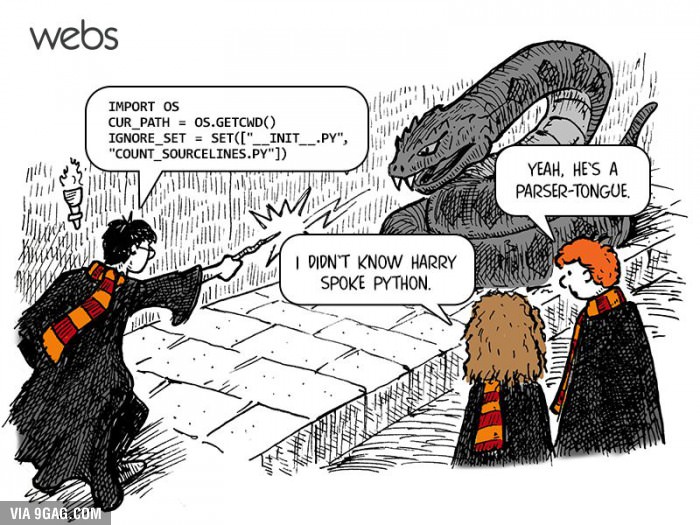 webs
IMPORT OS
CUR_PATH = OS.GETCWD()
IGNORE_SET = SET(["__INIT__.PY",
"COUNT_SOURCELINES.PY"])
YEAH, HE'S A
PARSER-TONGUE.
I DIDN'T KNOW HARRY
SPOKE PYTHON.
VIA 9GAG.COM